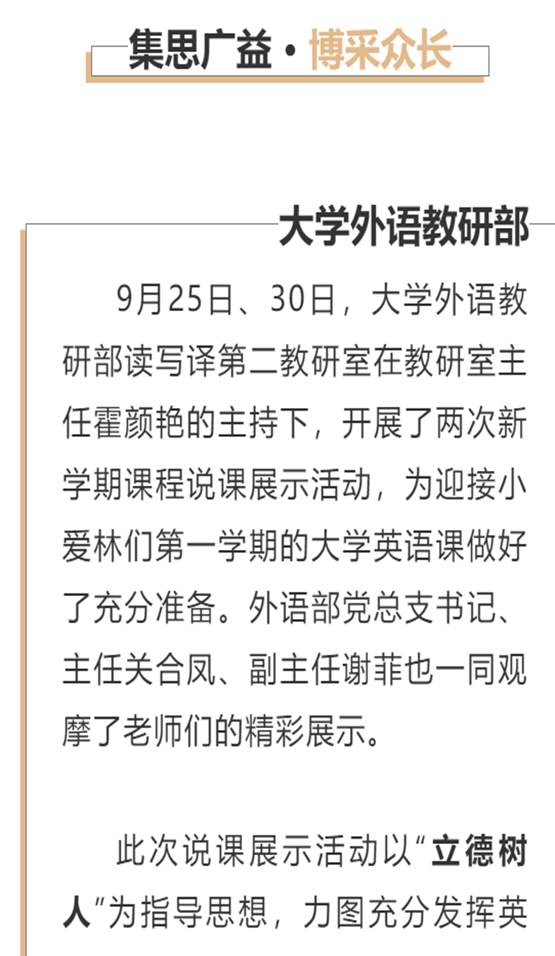 集思广益·博采众长
大学外语教研部
9月25日、30日，大学外语教
研部读写译第二教研室在教研室主
任霍颜艳的主持下，开展了两次新
学期课程说课展示活动，为迎接小
爱林们第一学期的大学英语课做好
了充分准备。外语部党总支书记、
主任关合凤、副主任谢菲也一同观
摩了老师们的精彩展示。
此次说课展示活动以“立德树
人”为指导思想，力图充分发挥英